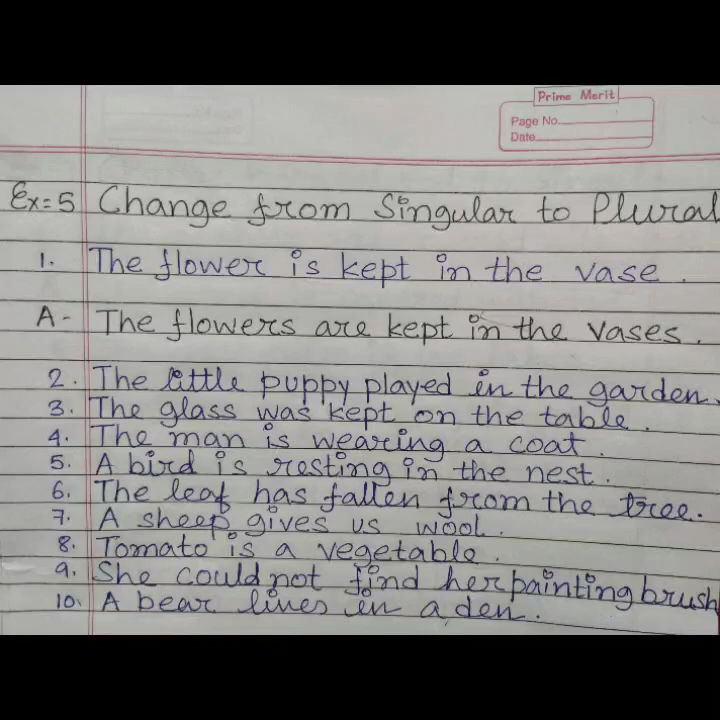 Prime Merit
Page No.
Date
Ex=5 Change from Singular to Plural
1. The flower is kept in the vase.
A- The flowers are kept in the vases.
2. The little puppy played in the garden.
3. The glass was kept on the table.
4. The man is wearing a coat.
5. A bird is resting in the nest.
6. The leaf has fallen from the tree.
7. A sheep gives us wool.
8. Tomato is a vegetable.
9. She could not find her painting brush
10. A bear lives in a den.